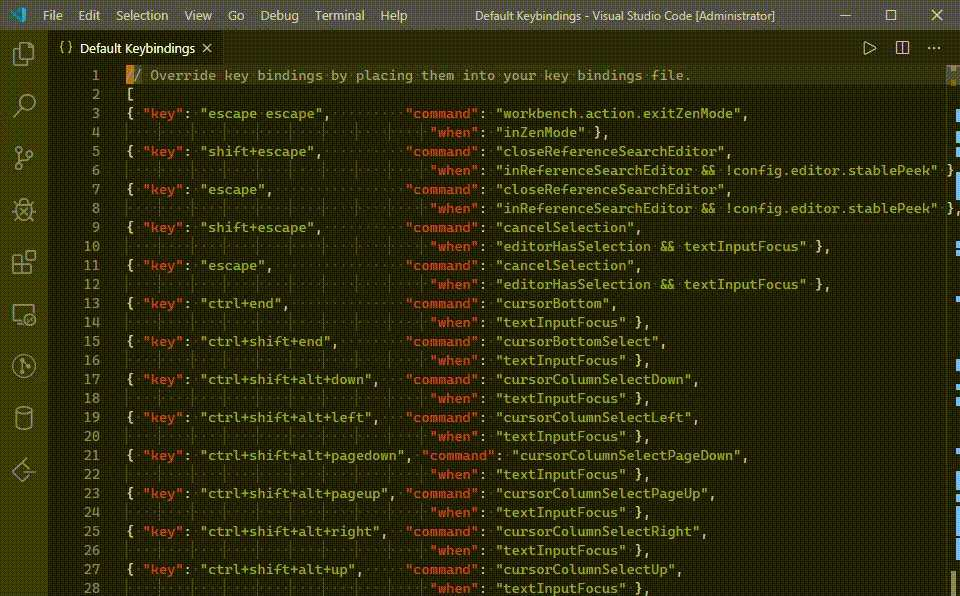 File Edit Selection View Go Debug Terminal Help Default Keybindings - Visual Studio Code [Administrator]
{} Default Keybindings ×
1 // Override key bindings by placing them into your key bindings file.
2 [
3 { "key": "escape escape", "command": "workbench.action.exitZenMode",
4 "when": "inZenMode" },
5 { "key": "shift+escape", "command": "closeReferenceSearchEditor",
6 "when": "inReferenceSearchEditor && !config.editor.stablePeek" }
7 { "key": "escape", "command": "closeReferenceSearchEditor",
8 "when": "inReferenceSearchEditor && !config.editor.stablePeek" },
9 { "key": "shift+escape", "command": "cancelSelection",
10 "when": "editorHasSelection && textInputFocus" },
11 { "key": "escape", "command": "cancelSelection",
12 "when": "editorHasSelection && textInputFocus" },
13 { "key": "ctrl+end", "command": "cursorBottom",
14 "when": "textInputFocus" },
15 { "key": "ctrl+shift+end", "command": "cursorBottomSelect",
16 "when": "textInputFocus" },
17 { "key": "ctrl+shift+alt+down", "command": "cursorColumnSelectDown",
18 "when": "textInputFocus" },
19 { "key": "ctrl+shift+alt+left", "command": "cursorColumnSelectLeft",
20 "when": "textInputFocus" },
21 { "key": "ctrl+shift+alt+pagedown", "command": "cursorColumnSelectPageDown",
22 "when": "textInputFocus" },
23 { "key": "ctrl+shift+alt+pageup", "command": "cursorColumnSelectPageUp",
24 "when": "textInputFocus" },
25 { "key": "ctrl+shift+alt+right", "command": "cursorColumnSelectRight",
26 "when": "textInputFocus" },
27 { "key": "ctrl+shift+alt+up", "command": "cursorColumnSelectUp",
28 "when": "textInputFocus" },